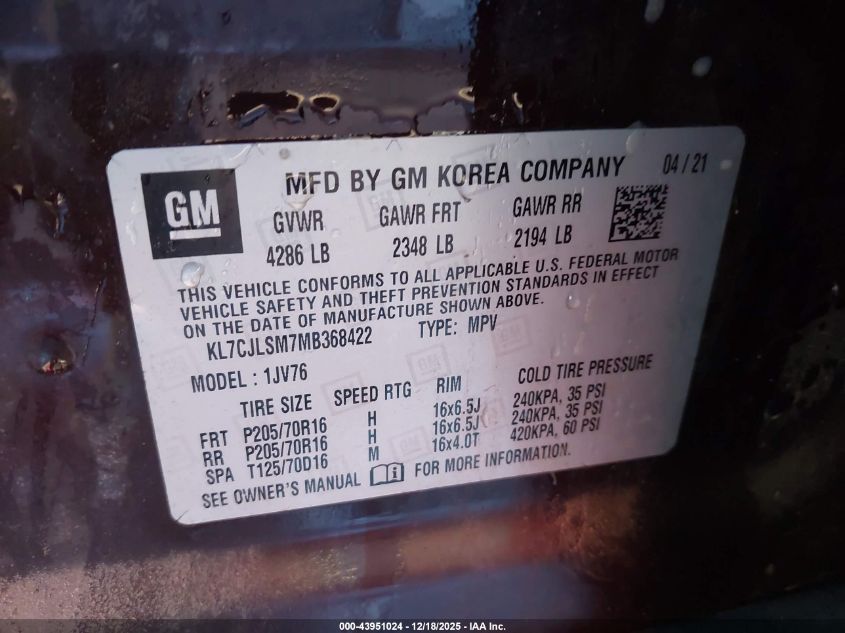 GM
MFD BY GM KOREA COMPANY 04 / 21
GVWR GAWR FRT GAWR RR
4286 LB 2348 LB 2194 LB
THIS VEHICLE CONFORMS TO ALL APPLICABLE U.S. FEDERAL MOTOR
VEHICLE SAFETY AND THEFT PREVENTION STANDARDS IN EFFECT
ON THE DATE OF MANUFACTURE SHOWN ABOVE.
KL7CJLSM7MB368422 TYPE: MPV
MODEL : 1JV76
TIRE SIZE SPEED RTG RIM COLD TIRE PRESSURE
FRT P205/70R16 H 16x6.5J 240KPA, 35 PSI
RR P205/70R16 H 16x6.5J 240KPA, 35 PSI
SPA T125/70D16 M 16x4.0T 420KPA, 60 PSI
SEE OWNER'S MANUAL FOR MORE INFORMATION.
000-43951024 - 12/18/2025 - IAA Inc.